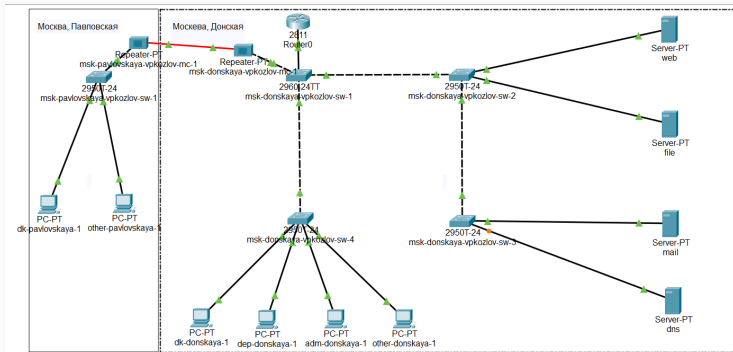 Москва, Павловская
Москева, Донская
2811
Router0
Repeater-PT
msk-pavlovskaya-vpkozlov-mc-1
Repeater-PT
msk-donskaya-vpkozlov-mc-1
2950T-24
msk-pavlovskaya-vpkozlov-sw-1
2960-24TT
msk-donskaya-vpkozlov-sw-1
2950T-24
msk-donskaya-vpkozlov-sw-2
Server-PT
web
Server-PT
file
PC-PT
dk-pavlovskaya-1
PC-PT
other-pavlovskaya-1
2950T-24
msk-donskaya-vpkozlov-sw-4
2950T-24
msk-donskaya-vpkozlov-sw-3
Server-PT
mail
Server-PT
dns
PC-PT
dk-donskaya-1
PC-PT
dep-donskaya-1
PC-PT
adm-donskaya-1
PC-PT
other-donskaya-1